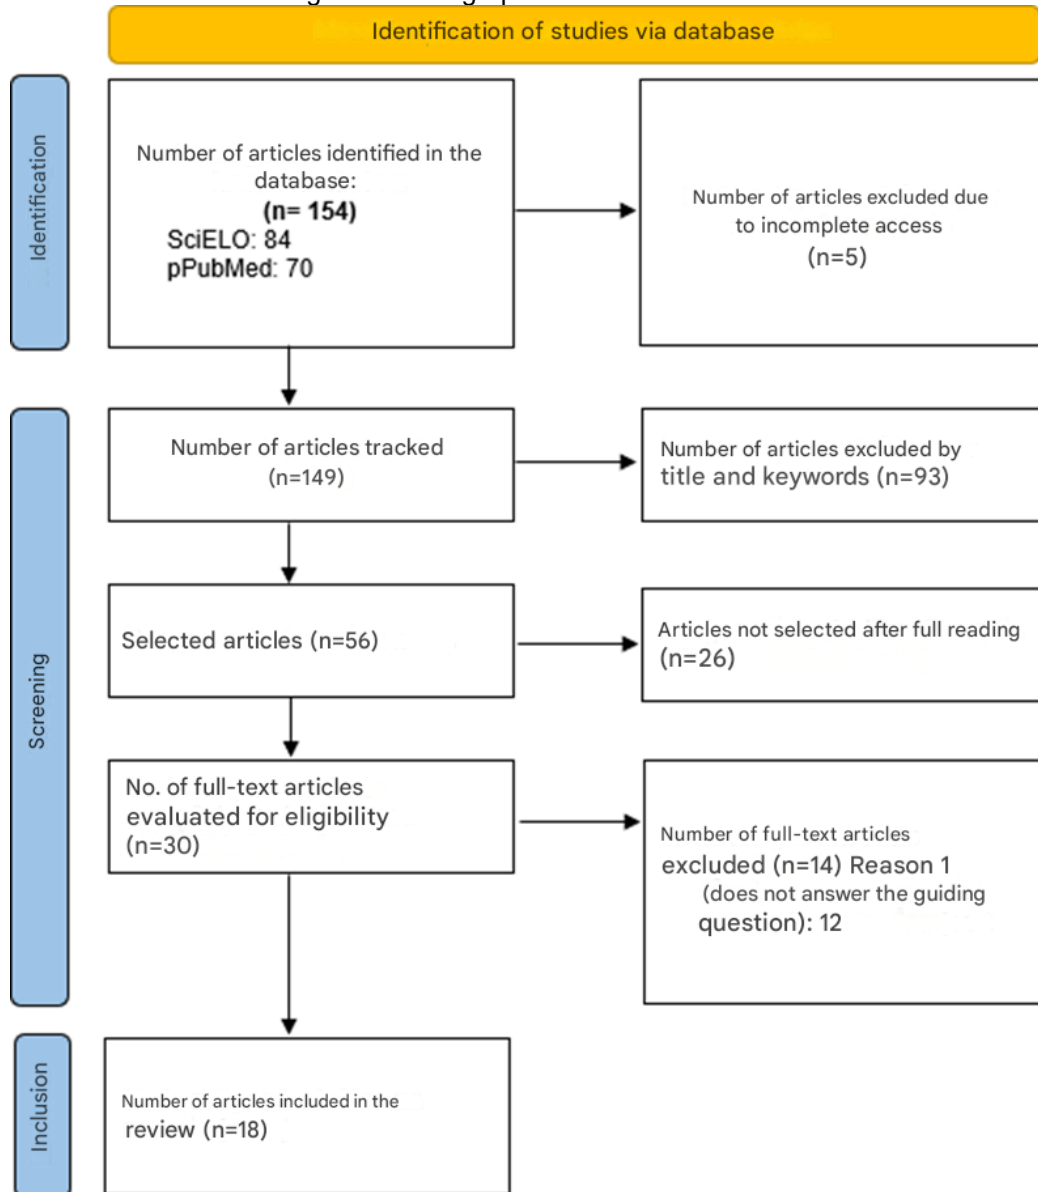 Identification of studies via database
Identification
Number of articles identified in the
database:
(n= 154)
SciELO: 84
pPubMed: 70
Number of articles excluded due
to incomplete access
(n=5)
Screening
Number of articles tracked
(n=149)
Number of articles excluded by
title and keywords (n=93)
Selected articles (n=56)
Articles not selected after full reading
(n=26)
No. of full-text articles
evaluated for eligibility
(n=30)
Number of full-text articles
excluded (n=14) Reason 1
(does not answer the guiding
question): 12
Inclusion
Number of articles included in the
review (n=18)